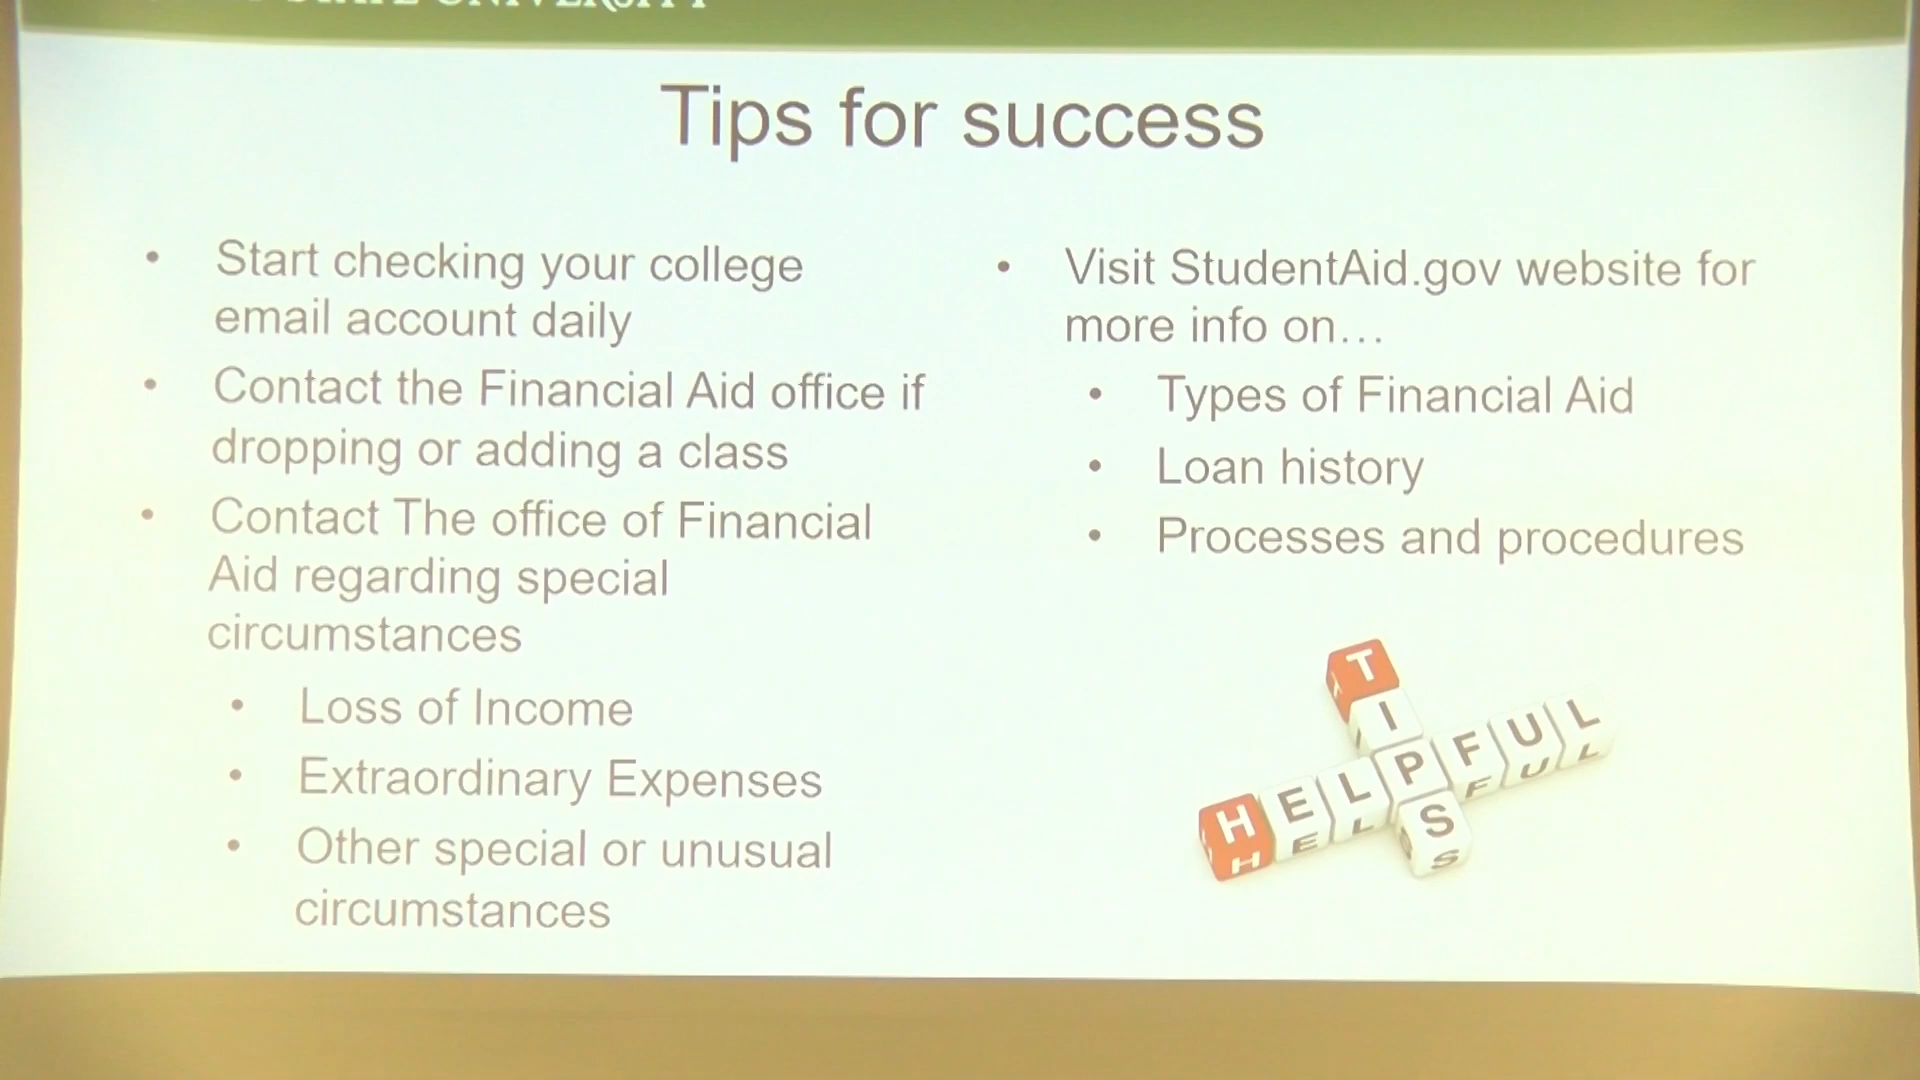 STATE UNIVERSITY
Tips for success
• Start checking your college
email account daily
• Contact the Financial Aid office if
dropping or adding a class
• Contact The office of Financial
Aid regarding special
circumstances
• Loss of Income
• Extraordinary Expenses
• Other special or unusual
circumstances
• Visit StudentAid.gov website for
more info on…
• Types of Financial Aid
• Loan history
• Processes and procedures
TIPS
HELPFUL